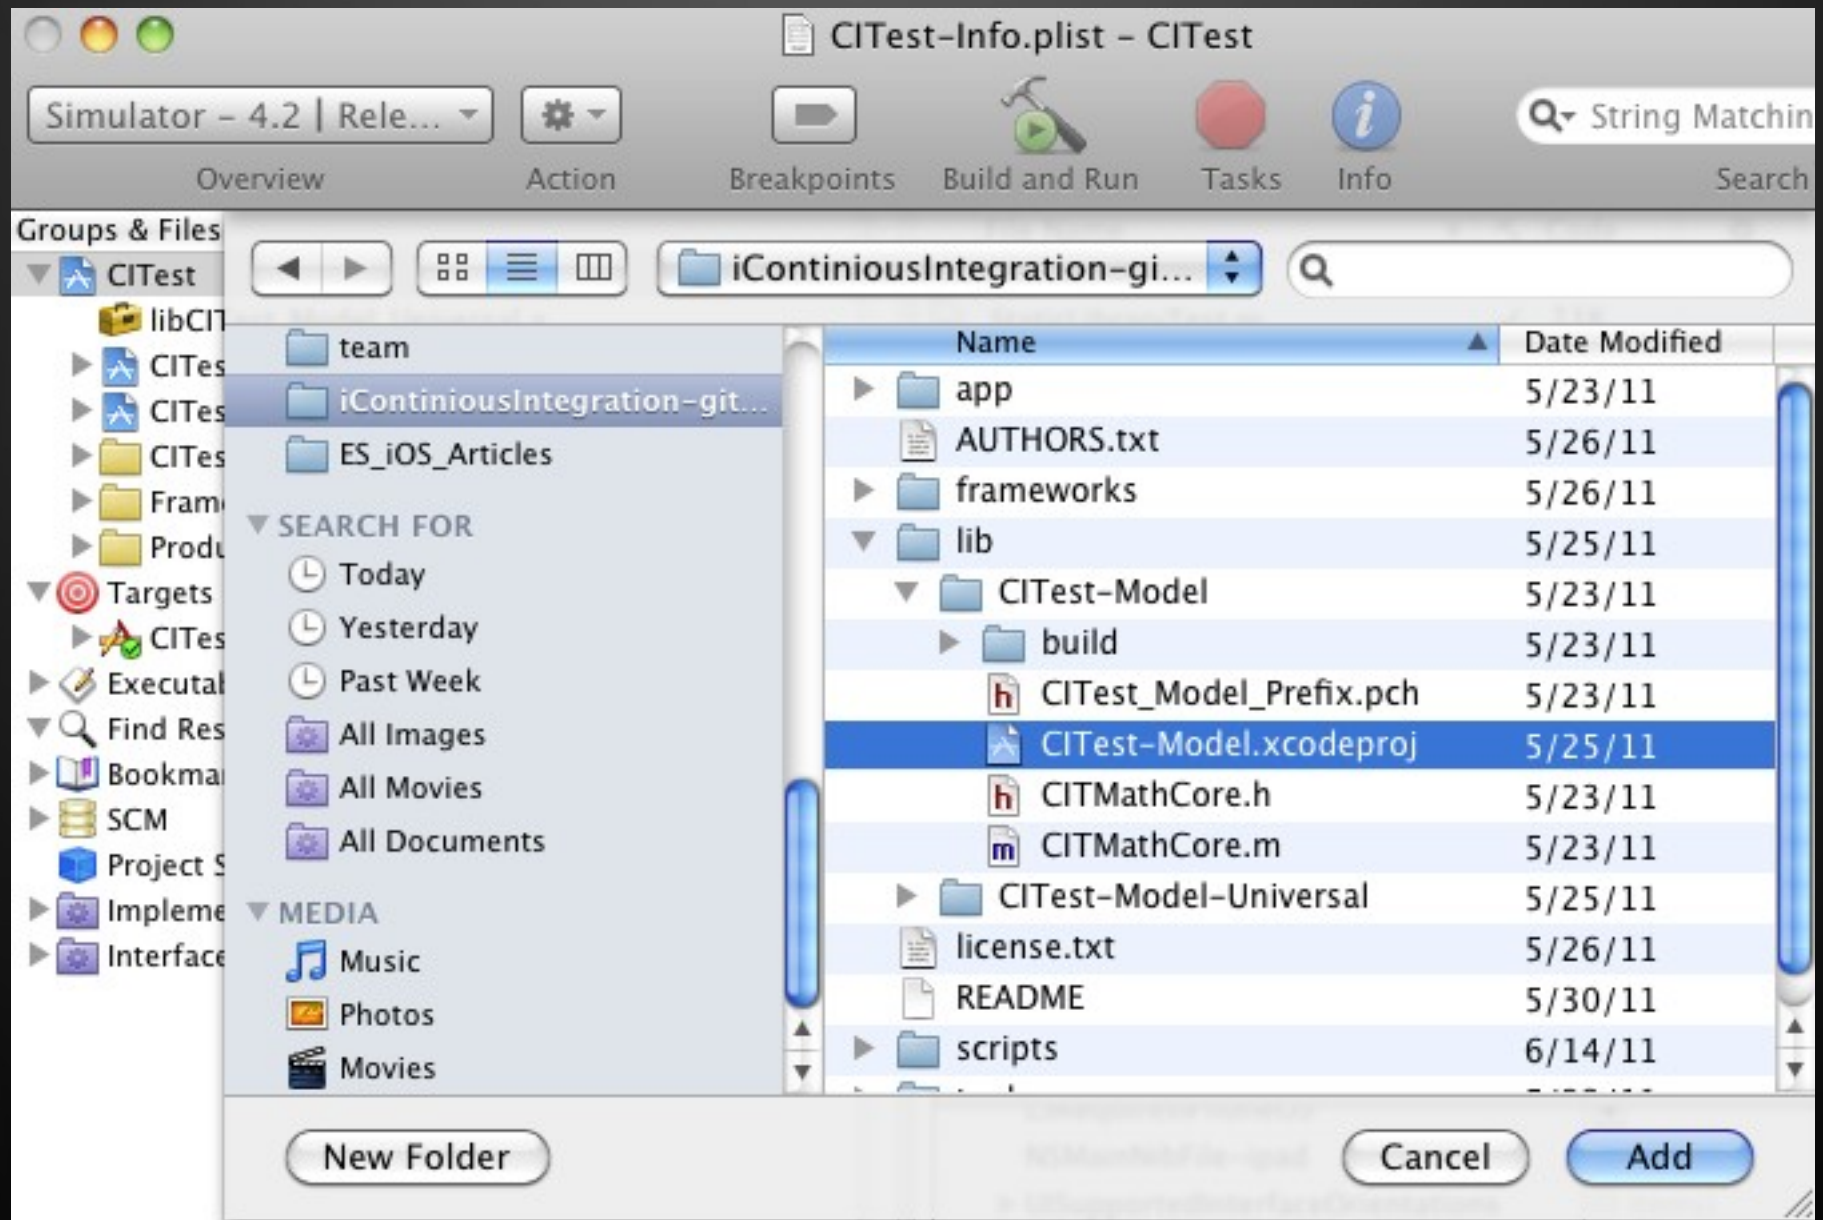 CITest-Info.plist – CITest
Simulator – 4.2 | Rele...
String Matchin
Overview
Action
Breakpoints
Build and Run
Tasks
Info
Search
Groups & Files
CITest
libCIT
CITes
CITes
CITes
Fram
Produ
Targets
CITes
Executal
Find Res
Bookmar
SCM
Project S
Impleme
Interface
iContiniousIntegration-gi...
team
iContiniousIntegration-git...
ES_iOS_Articles
SEARCH FOR
Today
Yesterday
Past Week
All Images
All Movies
All Documents
MEDIA
Music
Photos
Movies
Name Date Modified
app 5/23/11
AUTHORS.txt 5/26/11
frameworks 5/26/11
lib 5/25/11
CITest-Model 5/23/11
build 5/23/11
CITest_Model_Prefix.pch 5/23/11
CITest-Model.xcodeproj 5/25/11
CITMathCore.h 5/23/11
CITMathCore.m 5/23/11
CITest-Model-Universal 5/25/11
license.txt 5/26/11
README 5/30/11
scripts 6/14/11
New Folder
Cancel
Add